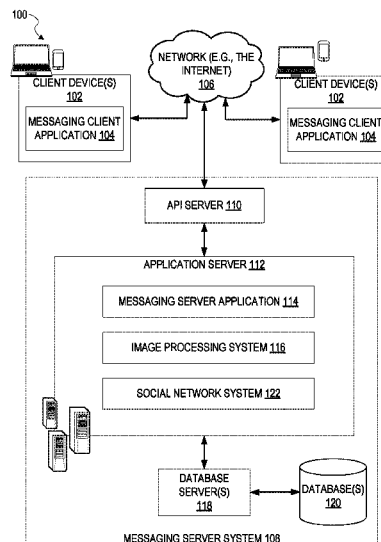 100
NETWORK (E.G., THE
INTERNET)
106
CLIENT DEVICE(S)
102
MESSAGING CLIENT
APPLICATION 104
CLIENT DEVICE(S)
102
MESSAGING CLIENT
APPLICATION 104
API SERVER 110
APPLICATION SERVER 112
MESSAGING SERVER APPLICATION 114
IMAGE PROCESSING SYSTEM 116
SOCIAL NETWORK SYSTEM 122
DATABASE
SERVER(S)
118
DATABASE(S)
120
MESSAGING SERVER SYSTEM 108